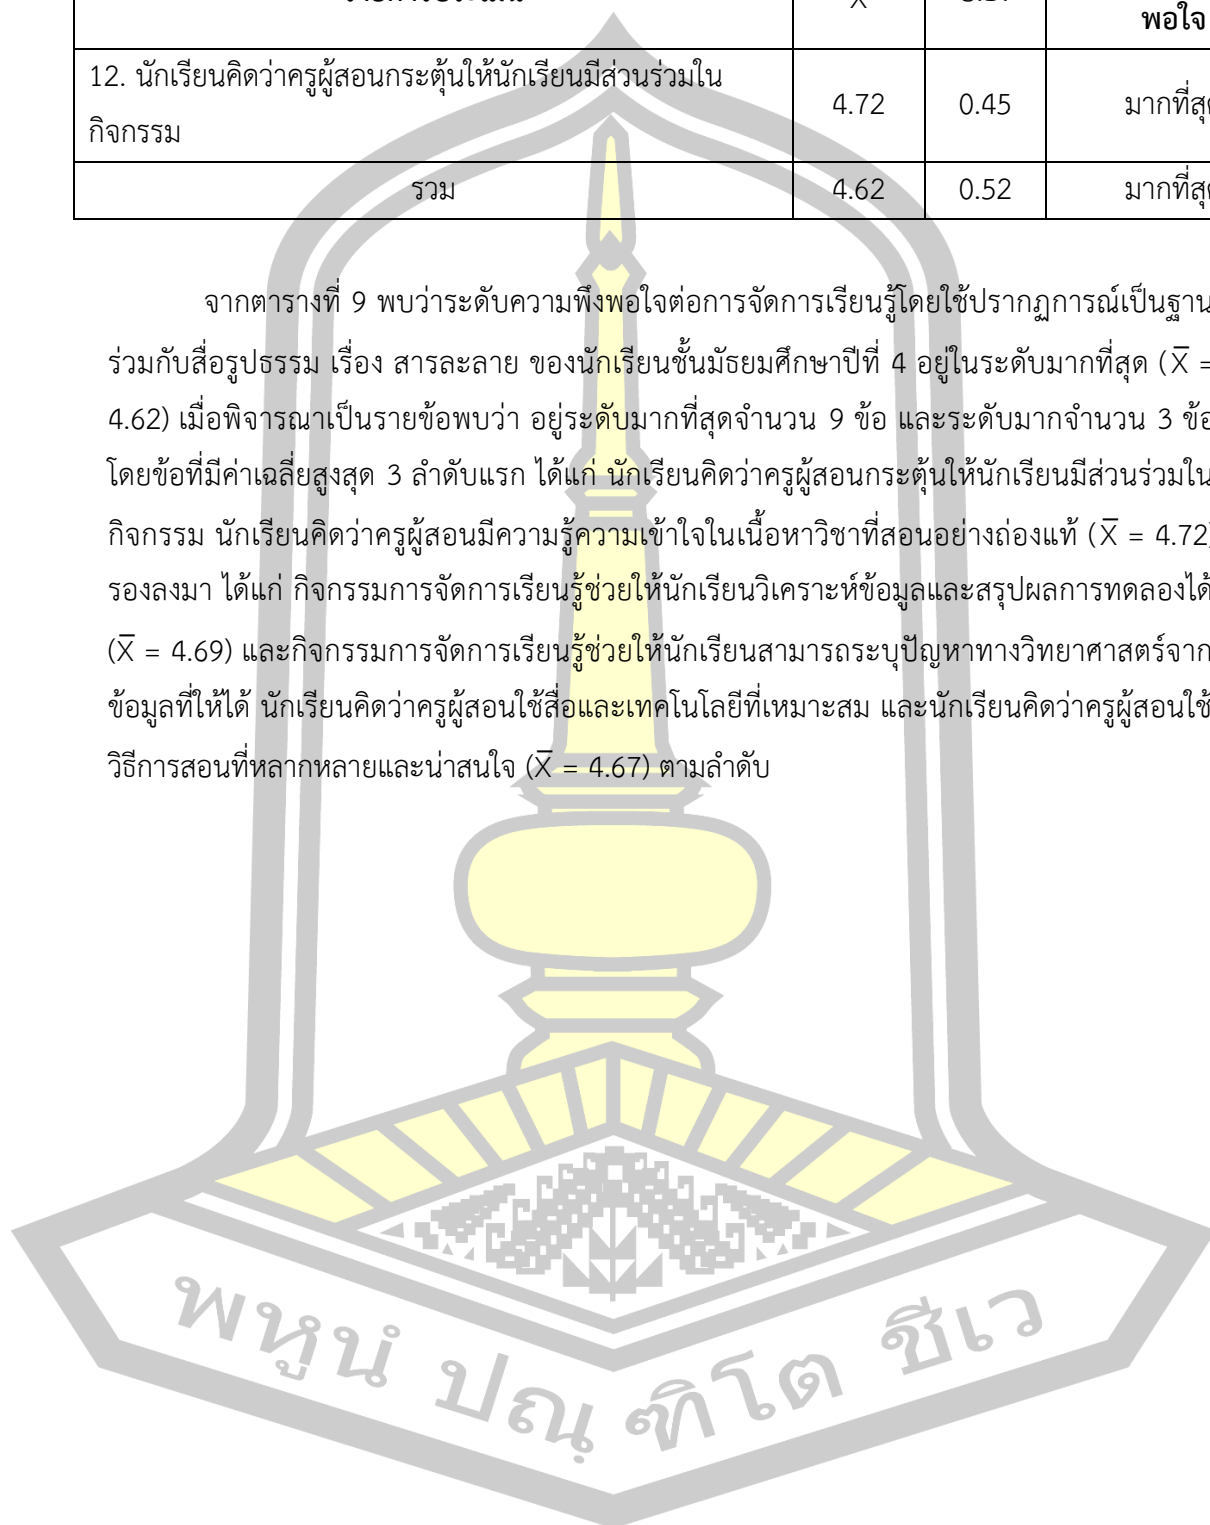 พอใจ
12. นักเรียนคิดว่าครูผู้สอนกระตุ้นให้นักเรียนมีส่วนร่วมใน
กิจกรรม 4.72 0.45 มากที่สุด
รวม 4.62 0.52 มากที่สุด
จากตารางที่ 9 พบว่าระดับความพึงพอใจต่อการจัดการเรียนรู้โดยใช้ปรากฏการณ์เป็นฐาน
ร่วมกับสื่อรูปธรรม เรื่อง สารละลาย ของนักเรียนชั้นมัธยมศึกษาปีที่ 4 อยู่ในระดับมากที่สุด (X̅ =
4.62) เมื่อพิจารณาเป็นรายข้อพบว่า อยู่ระดับมากที่สุดจำนวน 9 ข้อ และระดับมากจำนวน 3 ข้อ
โดยข้อที่มีค่าเฉลี่ยสูงสุด 3 ลำดับแรก ได้แก่ นักเรียนคิดว่าครูผู้สอนกระตุ้นให้นักเรียนมีส่วนร่วมใน
กิจกรรม นักเรียนคิดว่าครูผู้สอนมีความรู้ความเข้าใจในเนื้อหาวิชาที่สอนอย่างถ่องแท้ (X̅ = 4.72)
รองลงมา ได้แก่ กิจกรรมการจัดการเรียนรู้ช่วยให้นักเรียนวิเคราะห์ข้อมูลและสรุปผลการทดลองได้
(X̅ = 4.69) และกิจกรรมการจัดการเรียนรู้ช่วยให้นักเรียนสามารถระบุปัญหาทางวิทยาศาสตร์จาก
ข้อมูลที่ให้ได้ นักเรียนคิดว่าครูผู้สอนใช้สื่อและเทคโนโลยีที่เหมาะสม และนักเรียนคิดว่าครูผู้สอนใช้
วิธีการสอนที่หลากหลายและน่าสนใจ (X̅ = 4.67) ตามลำดับ
พหูนํ ปณฺฑิโต ชีเว